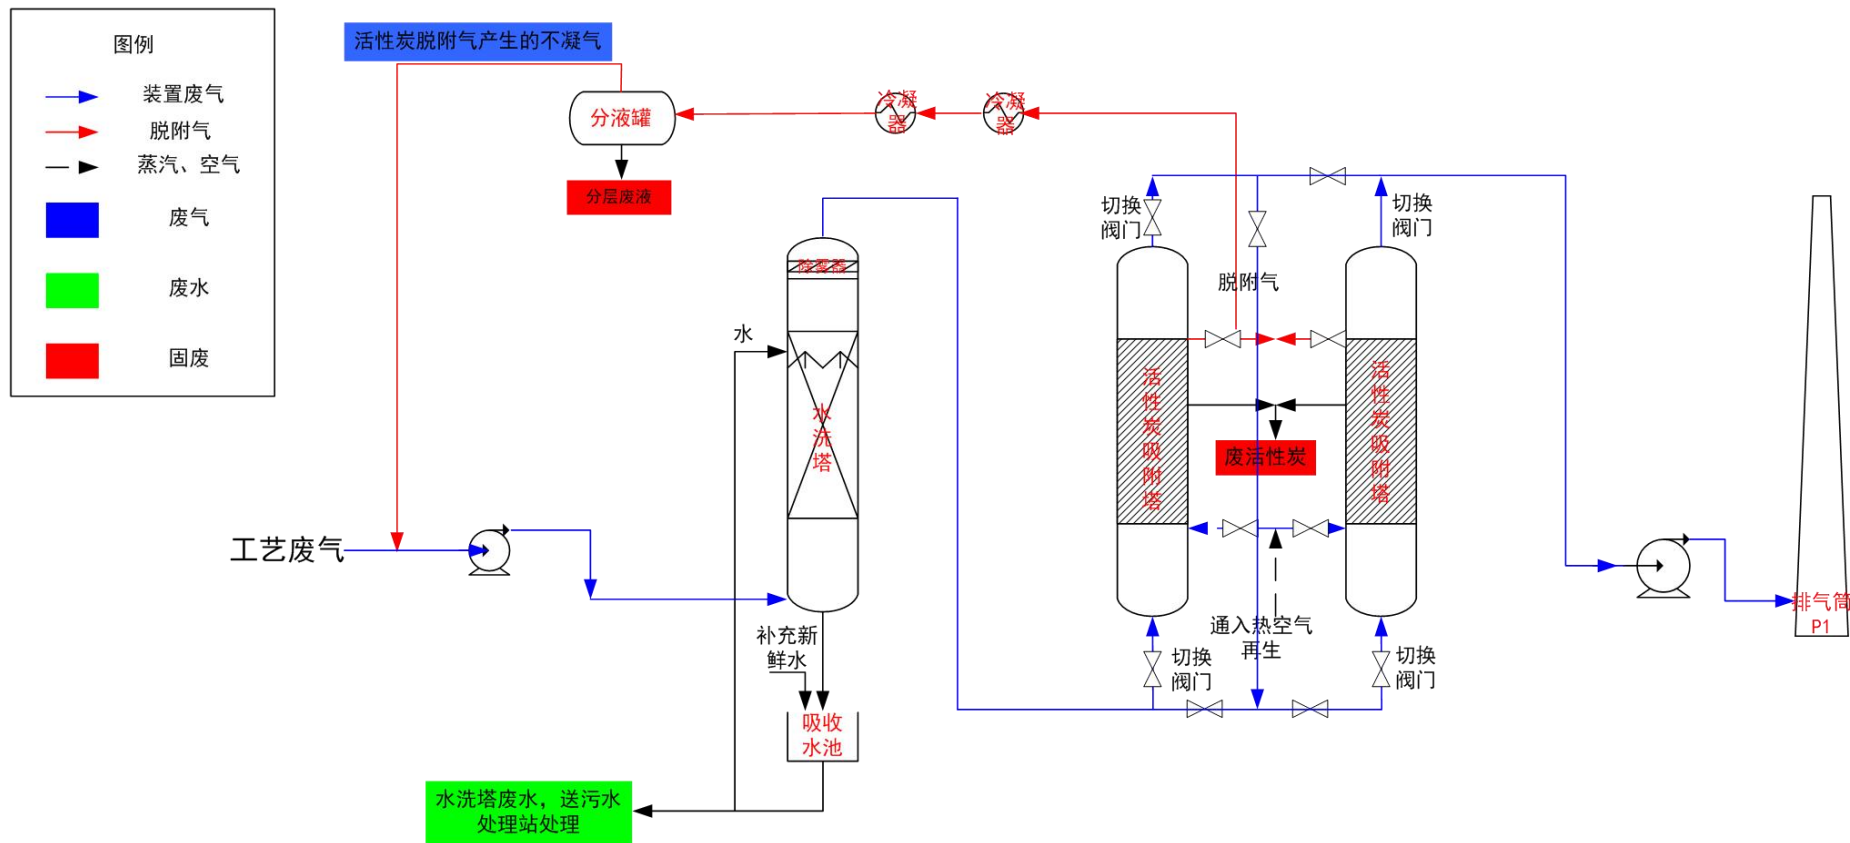 图例
装置废气
脱附气
蒸汽、空气
废气
废水
固废
活性炭脱附气产生的不凝气
分液罐
冷凝
器
冷凝
器
分层废液
除雾器
水
水
洗
塔
工艺废气
补充新
鲜水
吸收
水池
水洗塔废水，送污水
处理站处理
切换
阀门
切换
阀门
脱附气
活
性
炭
吸
附
塔
活
性
炭
吸
附
塔
废活性炭
通入热空气
再生
切换
阀门
切换
阀门
排气筒
P1